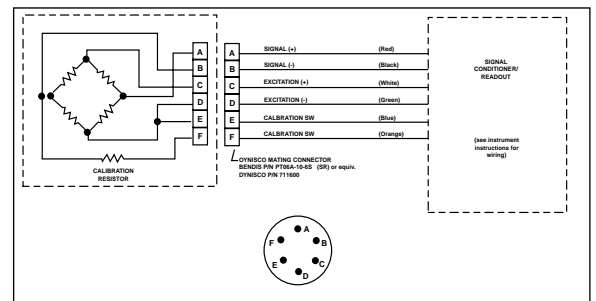 A
B
C
D
E
F
A
B
C
D
E
F
SIGNAL (+) (Red)
SIGNAL (-) (Black)
EXCITATION (+) (White)
EXCITATION (-) (Green)
CALBRATION SW (Blue)
CALBRATION SW (Orange)
SIGNAL
CONDITIONER/
READOUT
(see instrument
instructions for
wiring)
CALIBRATION
RESISTOR
OYNISCO MATING CONNECTOR
BENDIS P/N PT06A-10-6S (SR) or equiv.
DYNISCO P/N 711600
A
B
C
D
E
F